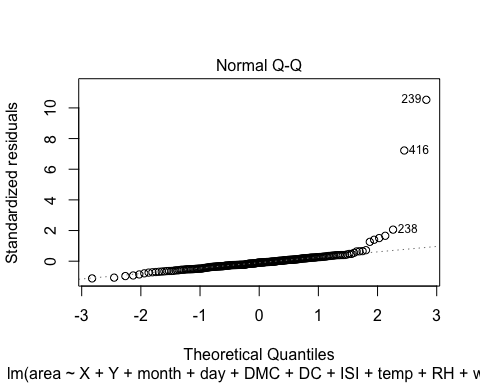 Normal Q-Q
Standardized residuals
10
8
6
4
2
0
239
416
238
-3 -2 -1 0 1 2 3
Theoretical Quantiles
lm(area ~ X + Y + month + day + DMC + DC + ISI + temp + RH + w